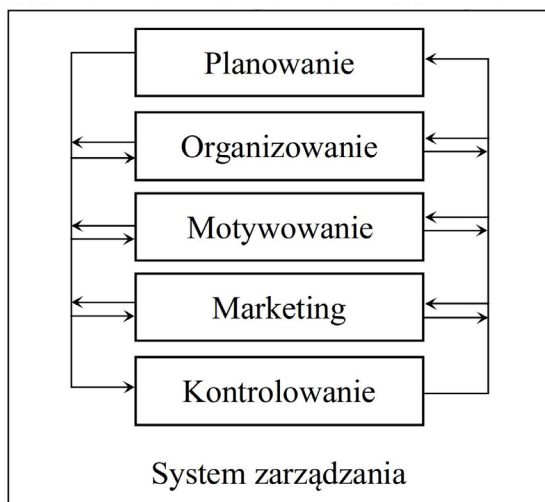 Planowanie
Organizowanie
Motywowanie
Marketing
Kontrolowanie
System zarządzania